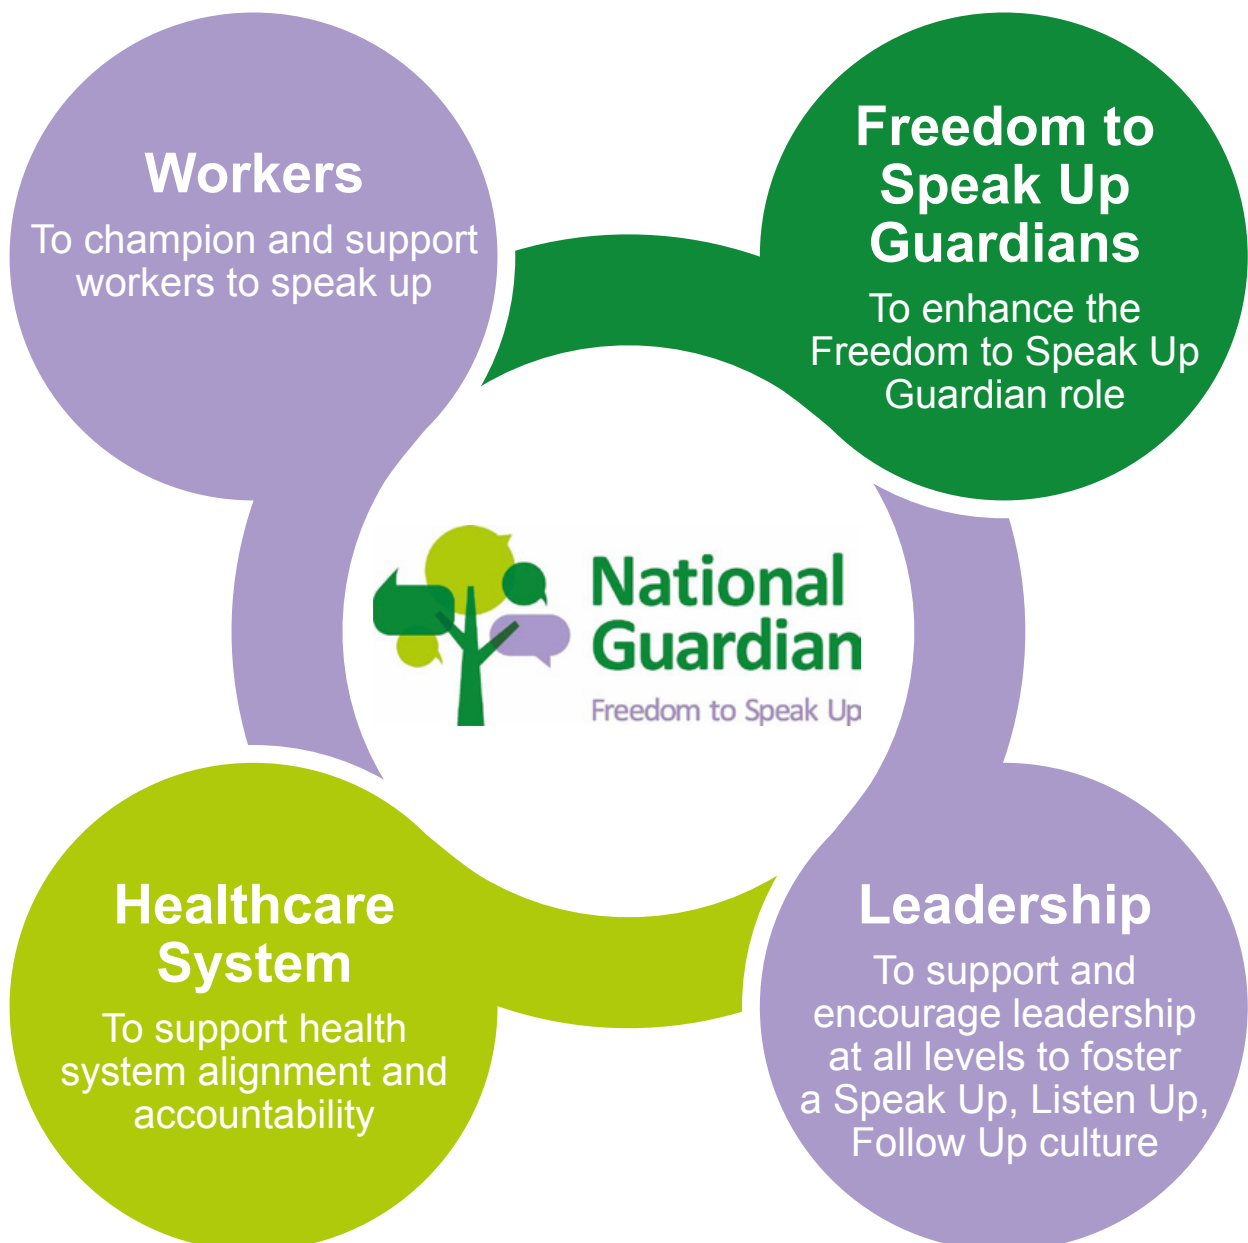 Workers
To champion and support
workers to speak up
Freedom to
Speak Up
Guardians
To enhance the
Freedom to Speak Up
Guardian role
National
Guardian
Freedom to Speak Up
Healthcare
System
To support health
system alignment and
accountability
Leadership
To support and
encourage leadership
at all levels to foster
a Speak Up, Listen Up,
Follow Up culture